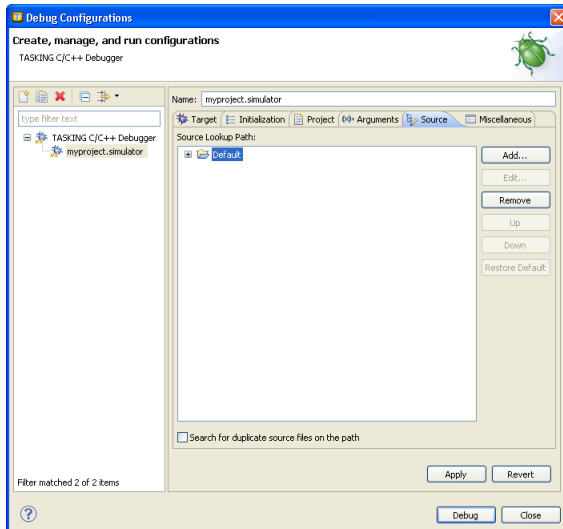 Debug Configurations
Create, manage, and run configurations
TASKING C/C++ Debugger
type filter text
TASKING C/C++ Debugger
myproject.simulator
Filter matched 2 of 2 items
Name: myproject.simulator
Target Initialization Project (x)= Arguments Source Miscellaneous
Source Lookup Path:
Default
Add...
Edit...
Remove
Up
Down
Restore Default
Search for duplicate source files on the path
Apply Revert
? Debug Close